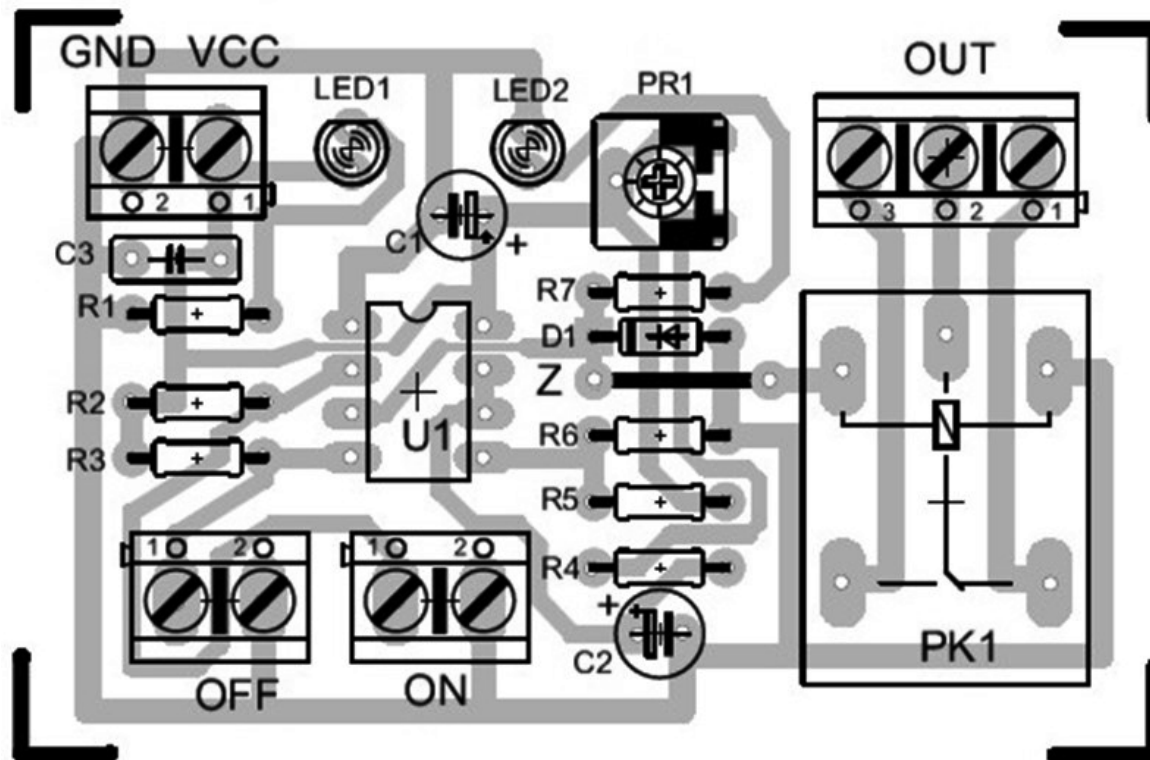 GND VCC
OUT
LED1
LED2
PR1
2 1
3 2 1
C1
+
C3
R1
R7
D1
Z
R2
U1
R6
R3
R5
1 2
1 2
R4
+
C2
PK1
OFF
ON